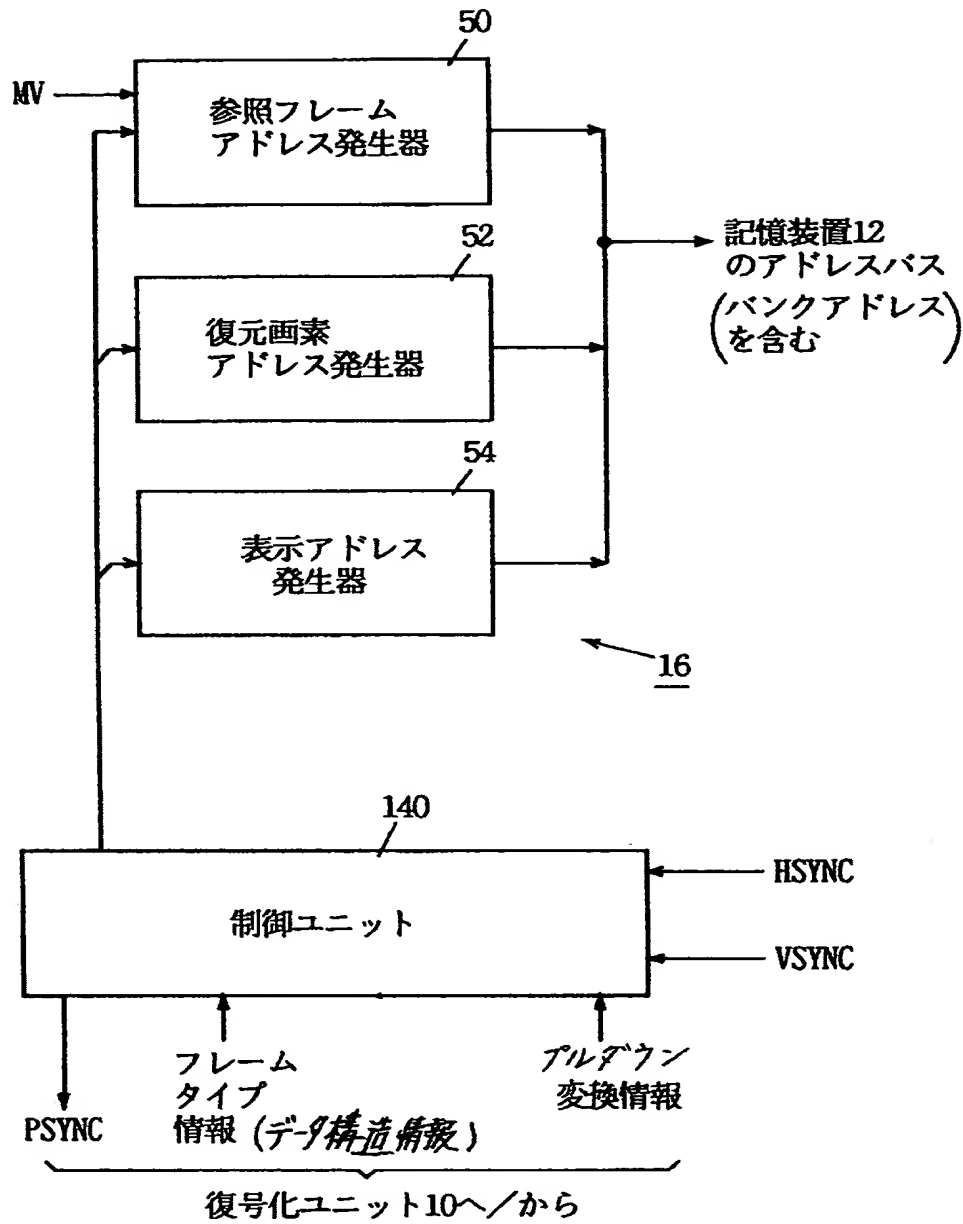 50
MV
参照フレーム
アドレス発生器
52
記憶装置12
のアドレスバス
(バンクアドレス
を含む)
復元画素
アドレス発生器
54
表示アドレス
発生器
16
140
制御ユニット
HSYNC
VSYNC
フレーム
タイプ
情報 (データ構造情報)
プルダウン
変換情報
PSYNC
復号化ユニット10へ/から